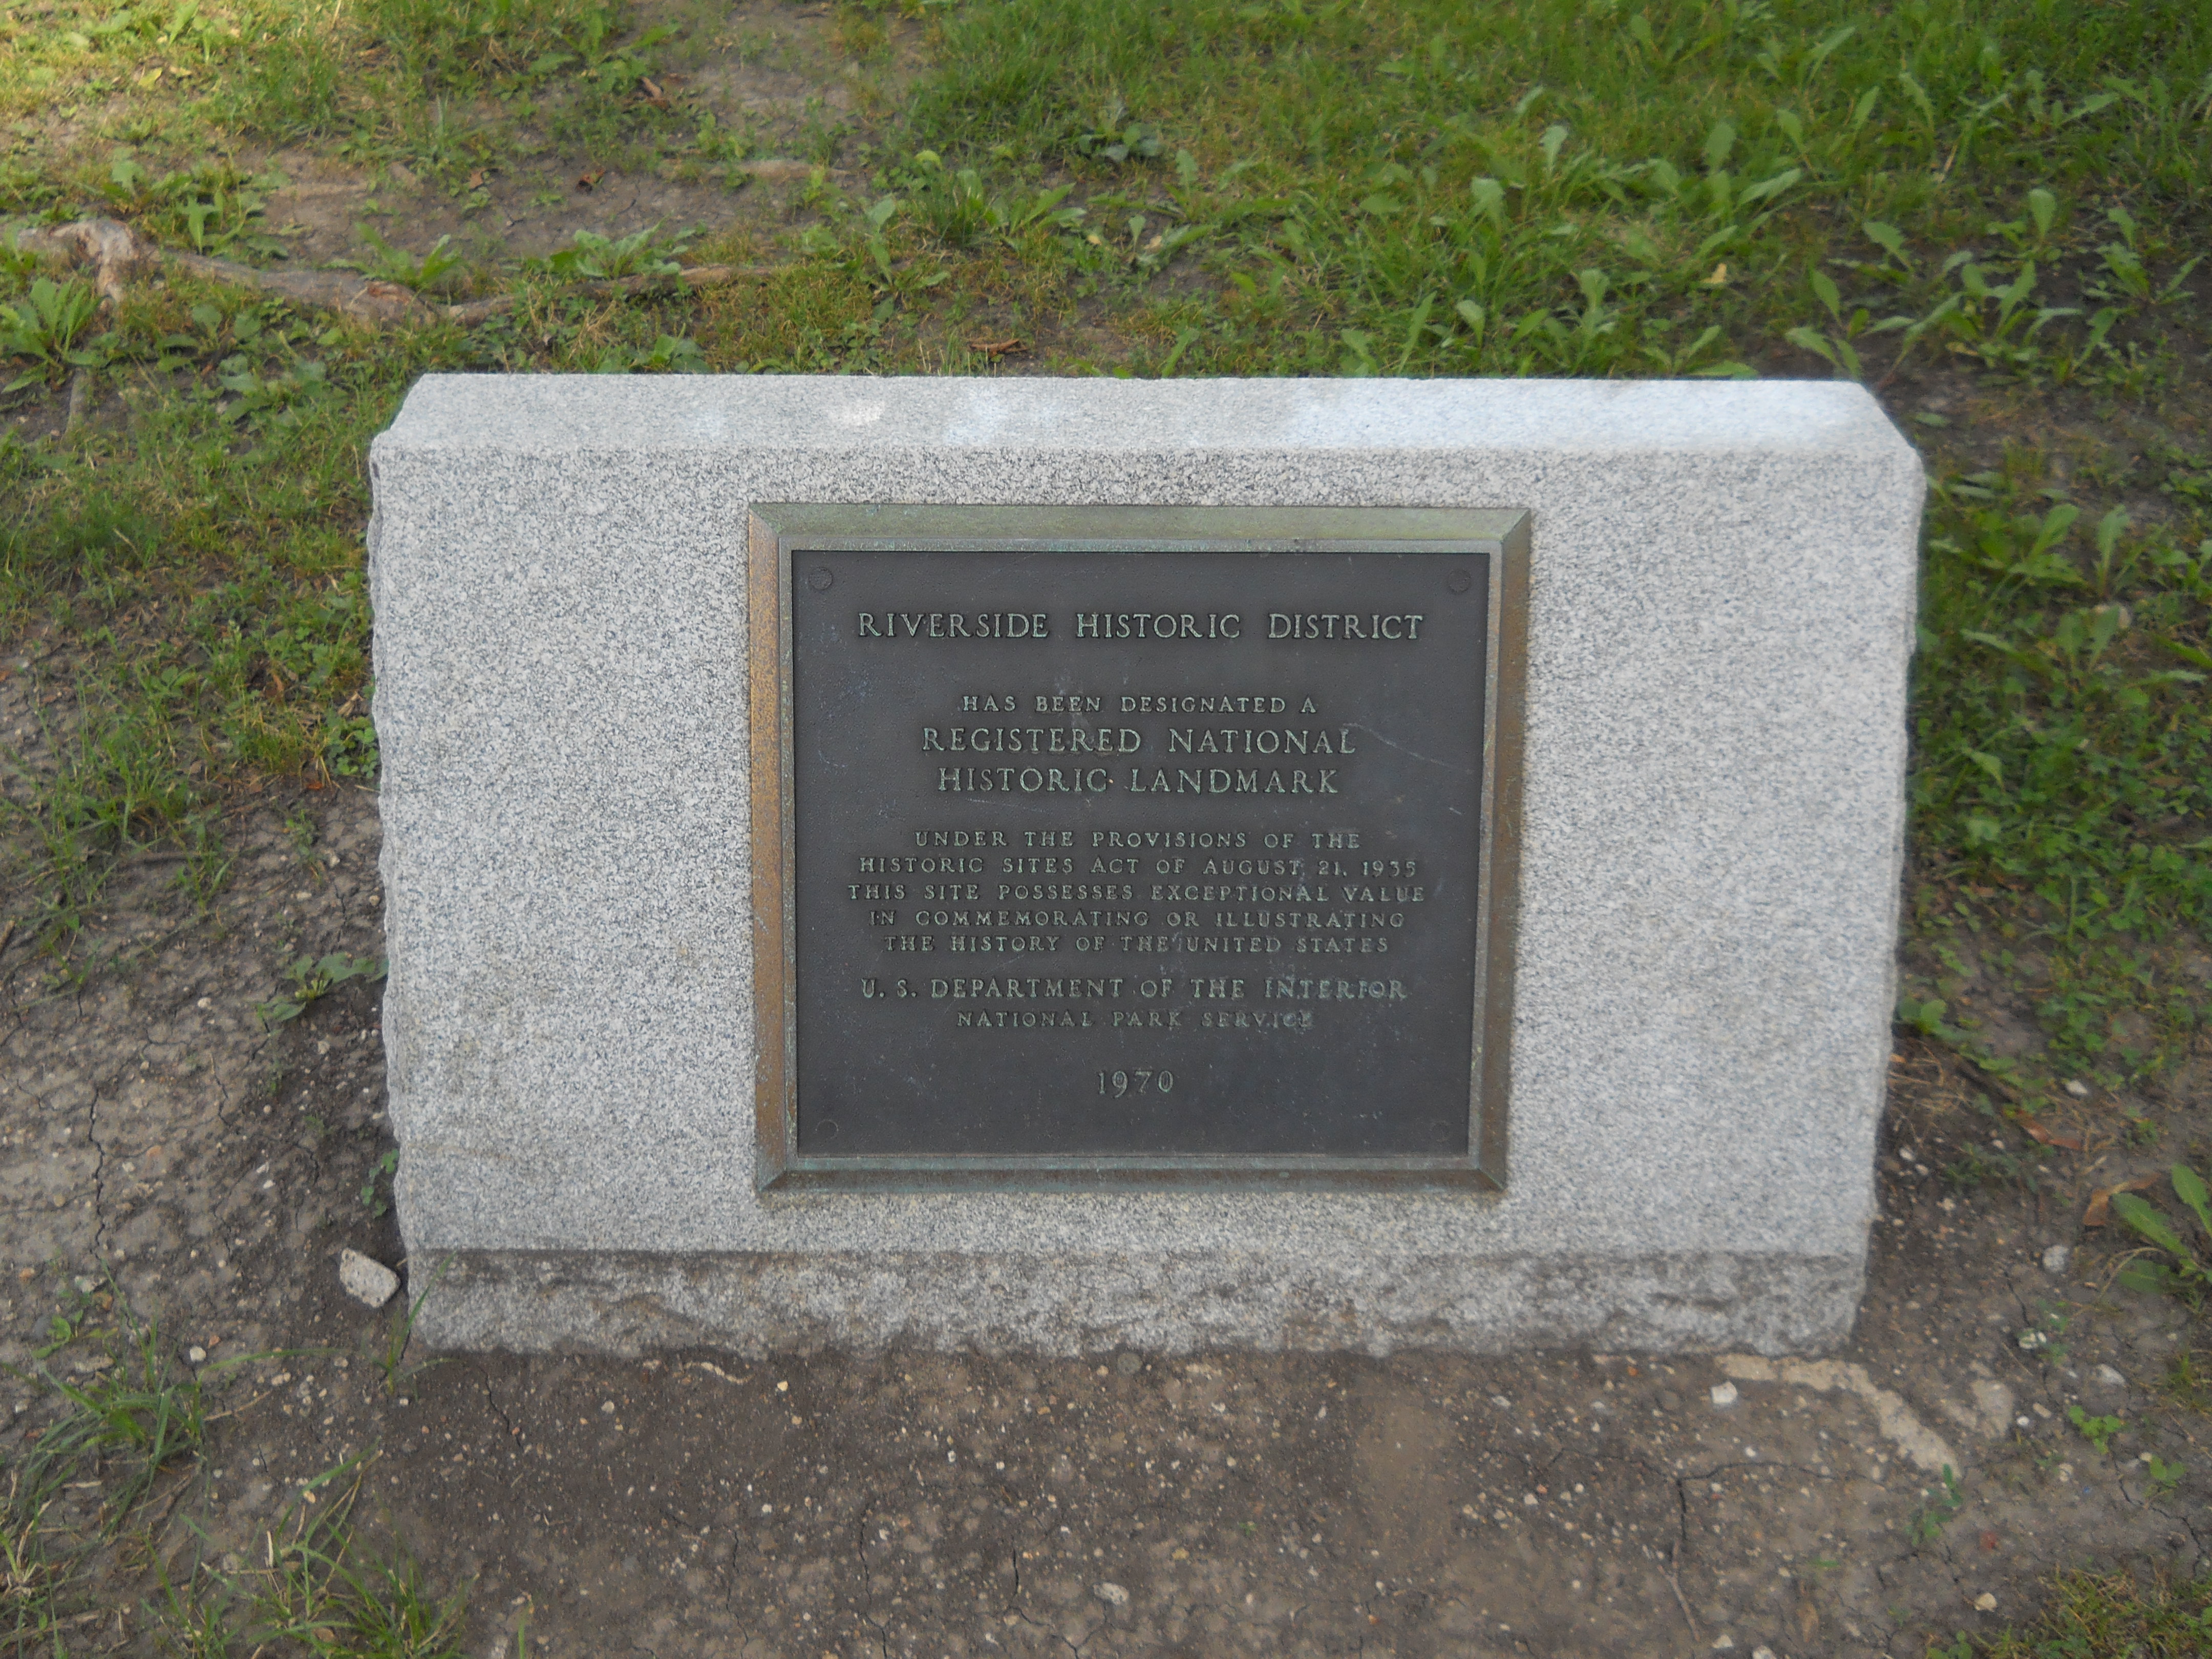 RIVERSIDE HISTORIC DISTRICT
HAS BEEN DESIGNATED A
REGISTERED NATIONAL
HISTORIC LANDMARK
UNDER THE PROVISIONS OF THE
HISTORIC SITES ACT OF AUGUST 21, 1935
THIS SITE POSSESSES EXCEPTIONAL VALUE
IN COMMEMORATING OR ILLUSTRATING
THE HISTORY OF THE UNITED STATES
U. S. DEPARTMENT OF THE INTERIOR
NATIONAL PARK SERVICE
1970